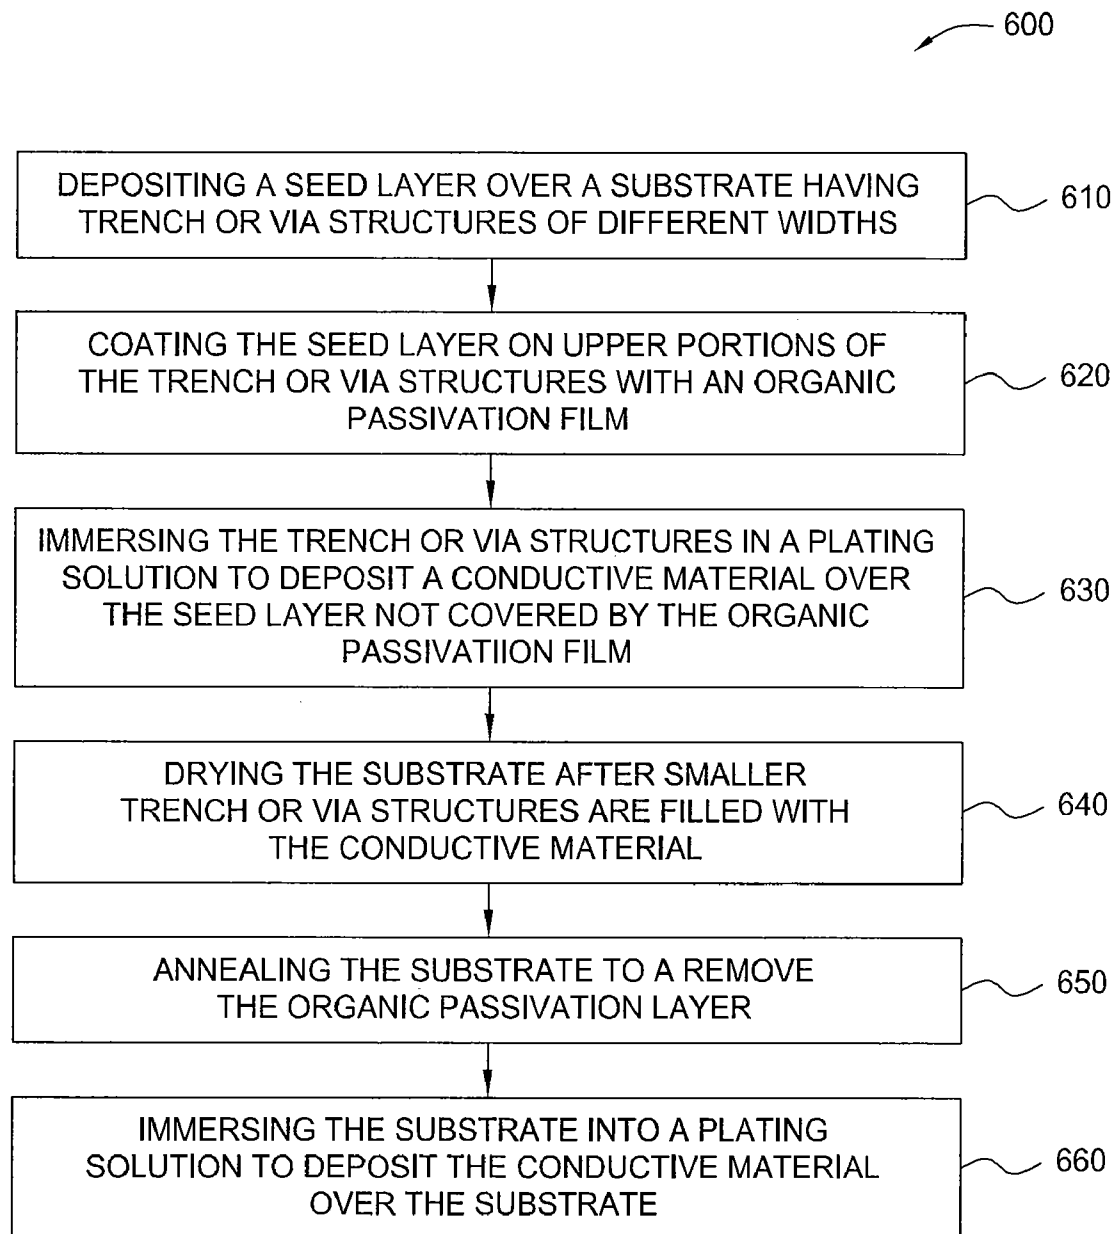 600
DEPOSITING A SEED LAYER OVER A SUBSTRATE HAVING
TRENCH OR VIA STRUCTURES OF DIFFERENT WIDTHS
610
COATING THE SEED LAYER ON UPPER PORTIONS OF
THE TRENCH OR VIA STRUCTURES WITH AN ORGANIC
PASSIVATION FILM
620
IMMERSING THE TRENCH OR VIA STRUCTURES IN A PLATING
SOLUTION TO DEPOSIT A CONDUCTIVE MATERIAL OVER
THE SEED LAYER NOT COVERED BY THE ORGANIC
PASSIVATIION FILM
630
DRYING THE SUBSTRATE AFTER SMALLER
TRENCH OR VIA STRUCTURES ARE FILLED WITH
THE CONDUCTIVE MATERIAL
640
ANNEALING THE SUBSTRATE TO A REMOVE
THE ORGANIC PASSIVATION LAYER
650
IMMERSING THE SUBSTRATE INTO A PLATING
SOLUTION TO DEPOSIT THE CONDUCTIVE MATERIAL
OVER THE SUBSTRATE
660